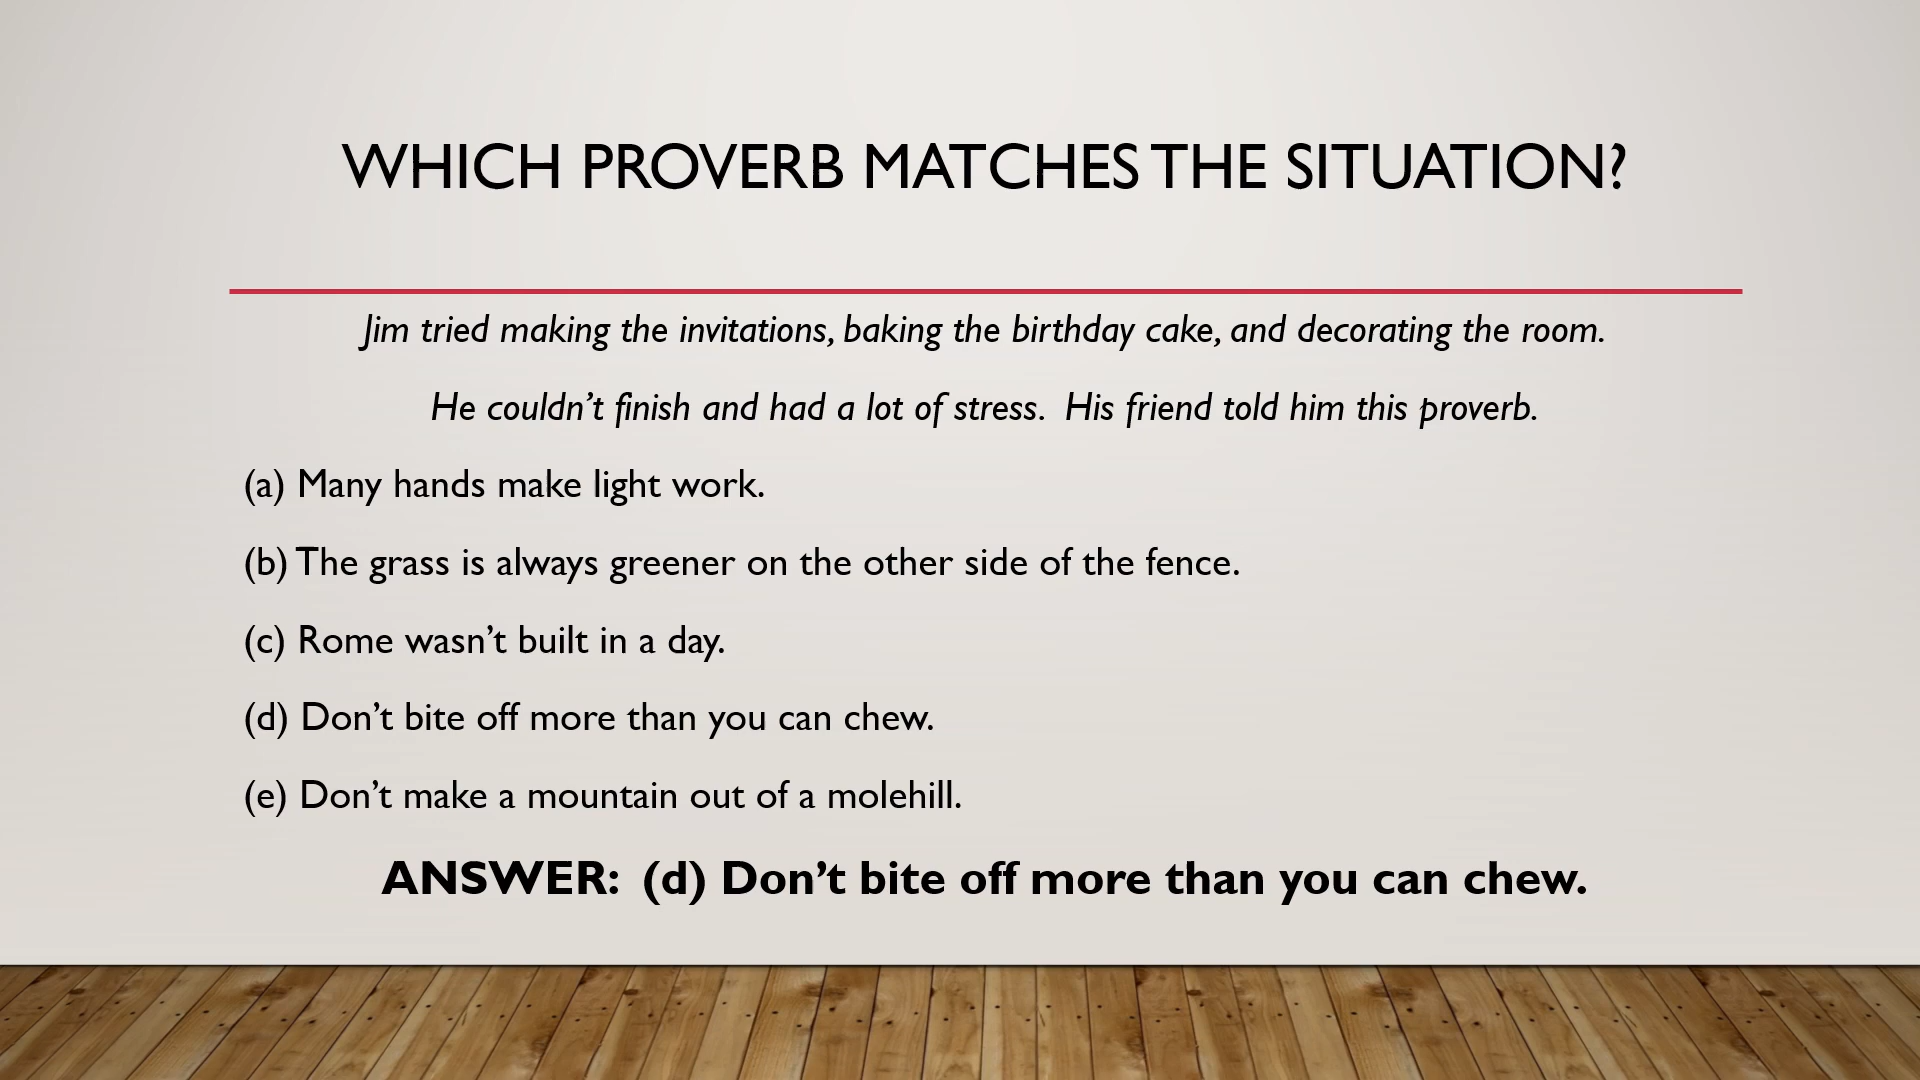 WHICH PROVERB MATCHES THE SITUATION?
Jim tried making the invitations, baking the birthday cake, and decorating the room.
He couldn’t finish and had a lot of stress.  His friend told him this proverb.
(a) Many hands make light work.
(b) The grass is always greener on the other side of the fence.
(c) Rome wasn’t built in a day.
(d) Don’t bite off more than you can chew.
(e) Don’t make a mountain out of a molehill.
ANSWER:  (d) Don’t bite off more than you can chew.